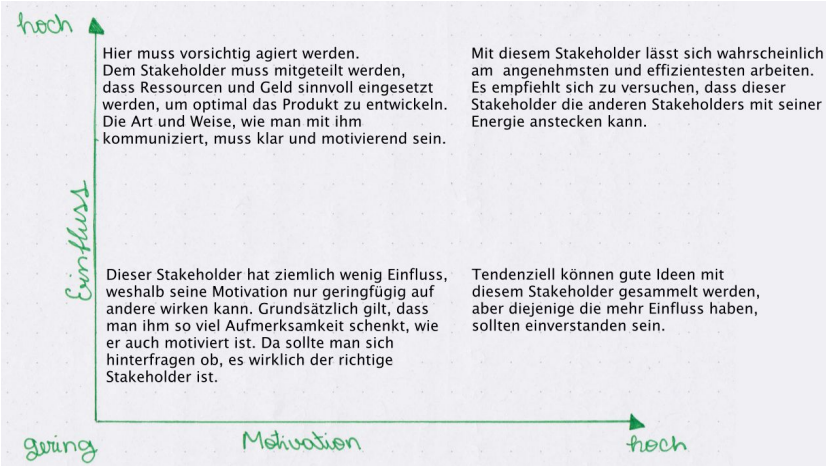 hoch
Hier muss vorsichtig agiert werden.
Dem Stakeholder muss mitgeteilt werden,
dass Ressourcen und Geld sinnvoll eingesetzt
werden, um optimal das Produkt zu entwickeln.
Die Art und Weise, wie man mit ihm
kommuniziert, muss klar und motivierend sein.
Mit diesem Stakeholder lässt sich wahrscheinlich
am  angenehmsten und effizientesten arbeiten.
Es empfiehlt sich zu versuchen, dass dieser
Stakeholder die anderen Stakeholders mit seiner
Energie anstecken kann.
Einfluss
Dieser Stakeholder hat ziemlich wenig Einfluss,
weshalb seine Motivation nur geringfügig auf
andere wirken kann. Grundsätzlich gilt, dass
man ihm so viel Aufmerksamkeit schenkt, wie
er auch motiviert ist. Da sollte man sich
hinterfragen ob, es wirklich der richtige
Stakeholder ist.
Tendenziell können gute Ideen mit
diesem Stakeholder gesammelt werden,
aber diejenige die mehr Einfluss haben,
sollten einverstanden sein.
gering
Motivation
hoch